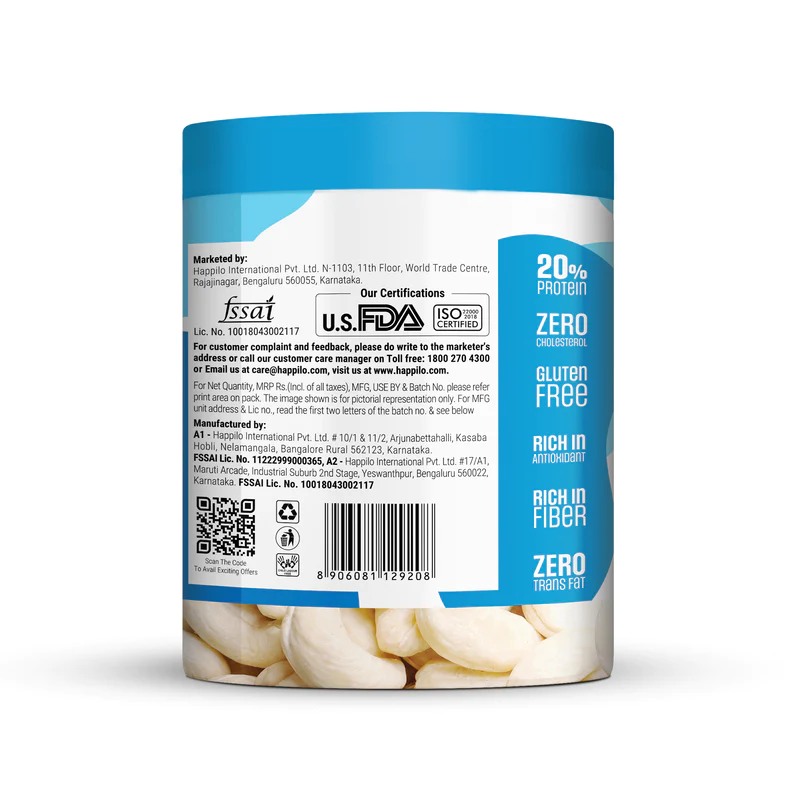 Marketed by:
Happilo International Pvt. Ltd. N-1103, 11th Floor, World Trade Centre,
Rajajinagar, Bengaluru 560055, Karnataka.
fssai
Lic. No. 10018043002117
Our Certifications
U.S.FDA
ISO 22000 2018
CERTIFIED
For customer complaint and feedback, please do write to the marketer's
address or call our customer care manager on Toll free: 1800 270 4300
or Email us at care@happilo.com, visit us at www.happilo.com.
For Net Quantity, MRP Rs.(Incl. of all taxes), MFG, USE BY & Batch No. please refer
print area on pack. The image shown is for pictorial representation only. For MFG
unit address & Lic no., read the first two letters of the batch no. & see below
Manufactured by:
A1 - Happilo International Pvt. Ltd. # 10/1 & 11/2, Arjunabettahalli, Kasaba
Hobli, Nelamangala, Bangalore Rural 562123, Karnataka.
FSSAI Lic. No. 11222999000365, A2 - Happilo International Pvt. Ltd. #17/A1,
Maruti Arcade, Industrial Suburb 2nd Stage, Yeswanthpur, Bengaluru 560022,
Karnataka. FSSAI Lic. No. 10018043002117
Scan The Code
To Avail Exciting Offers
8 906081 129208
20%
PROTEIN
ZERO
CHOLESTEROL
GLUTEN
FREE
RICH IN
ANTIOXIDANT
RICH IN
FIBER
ZERO
TRANS FAT